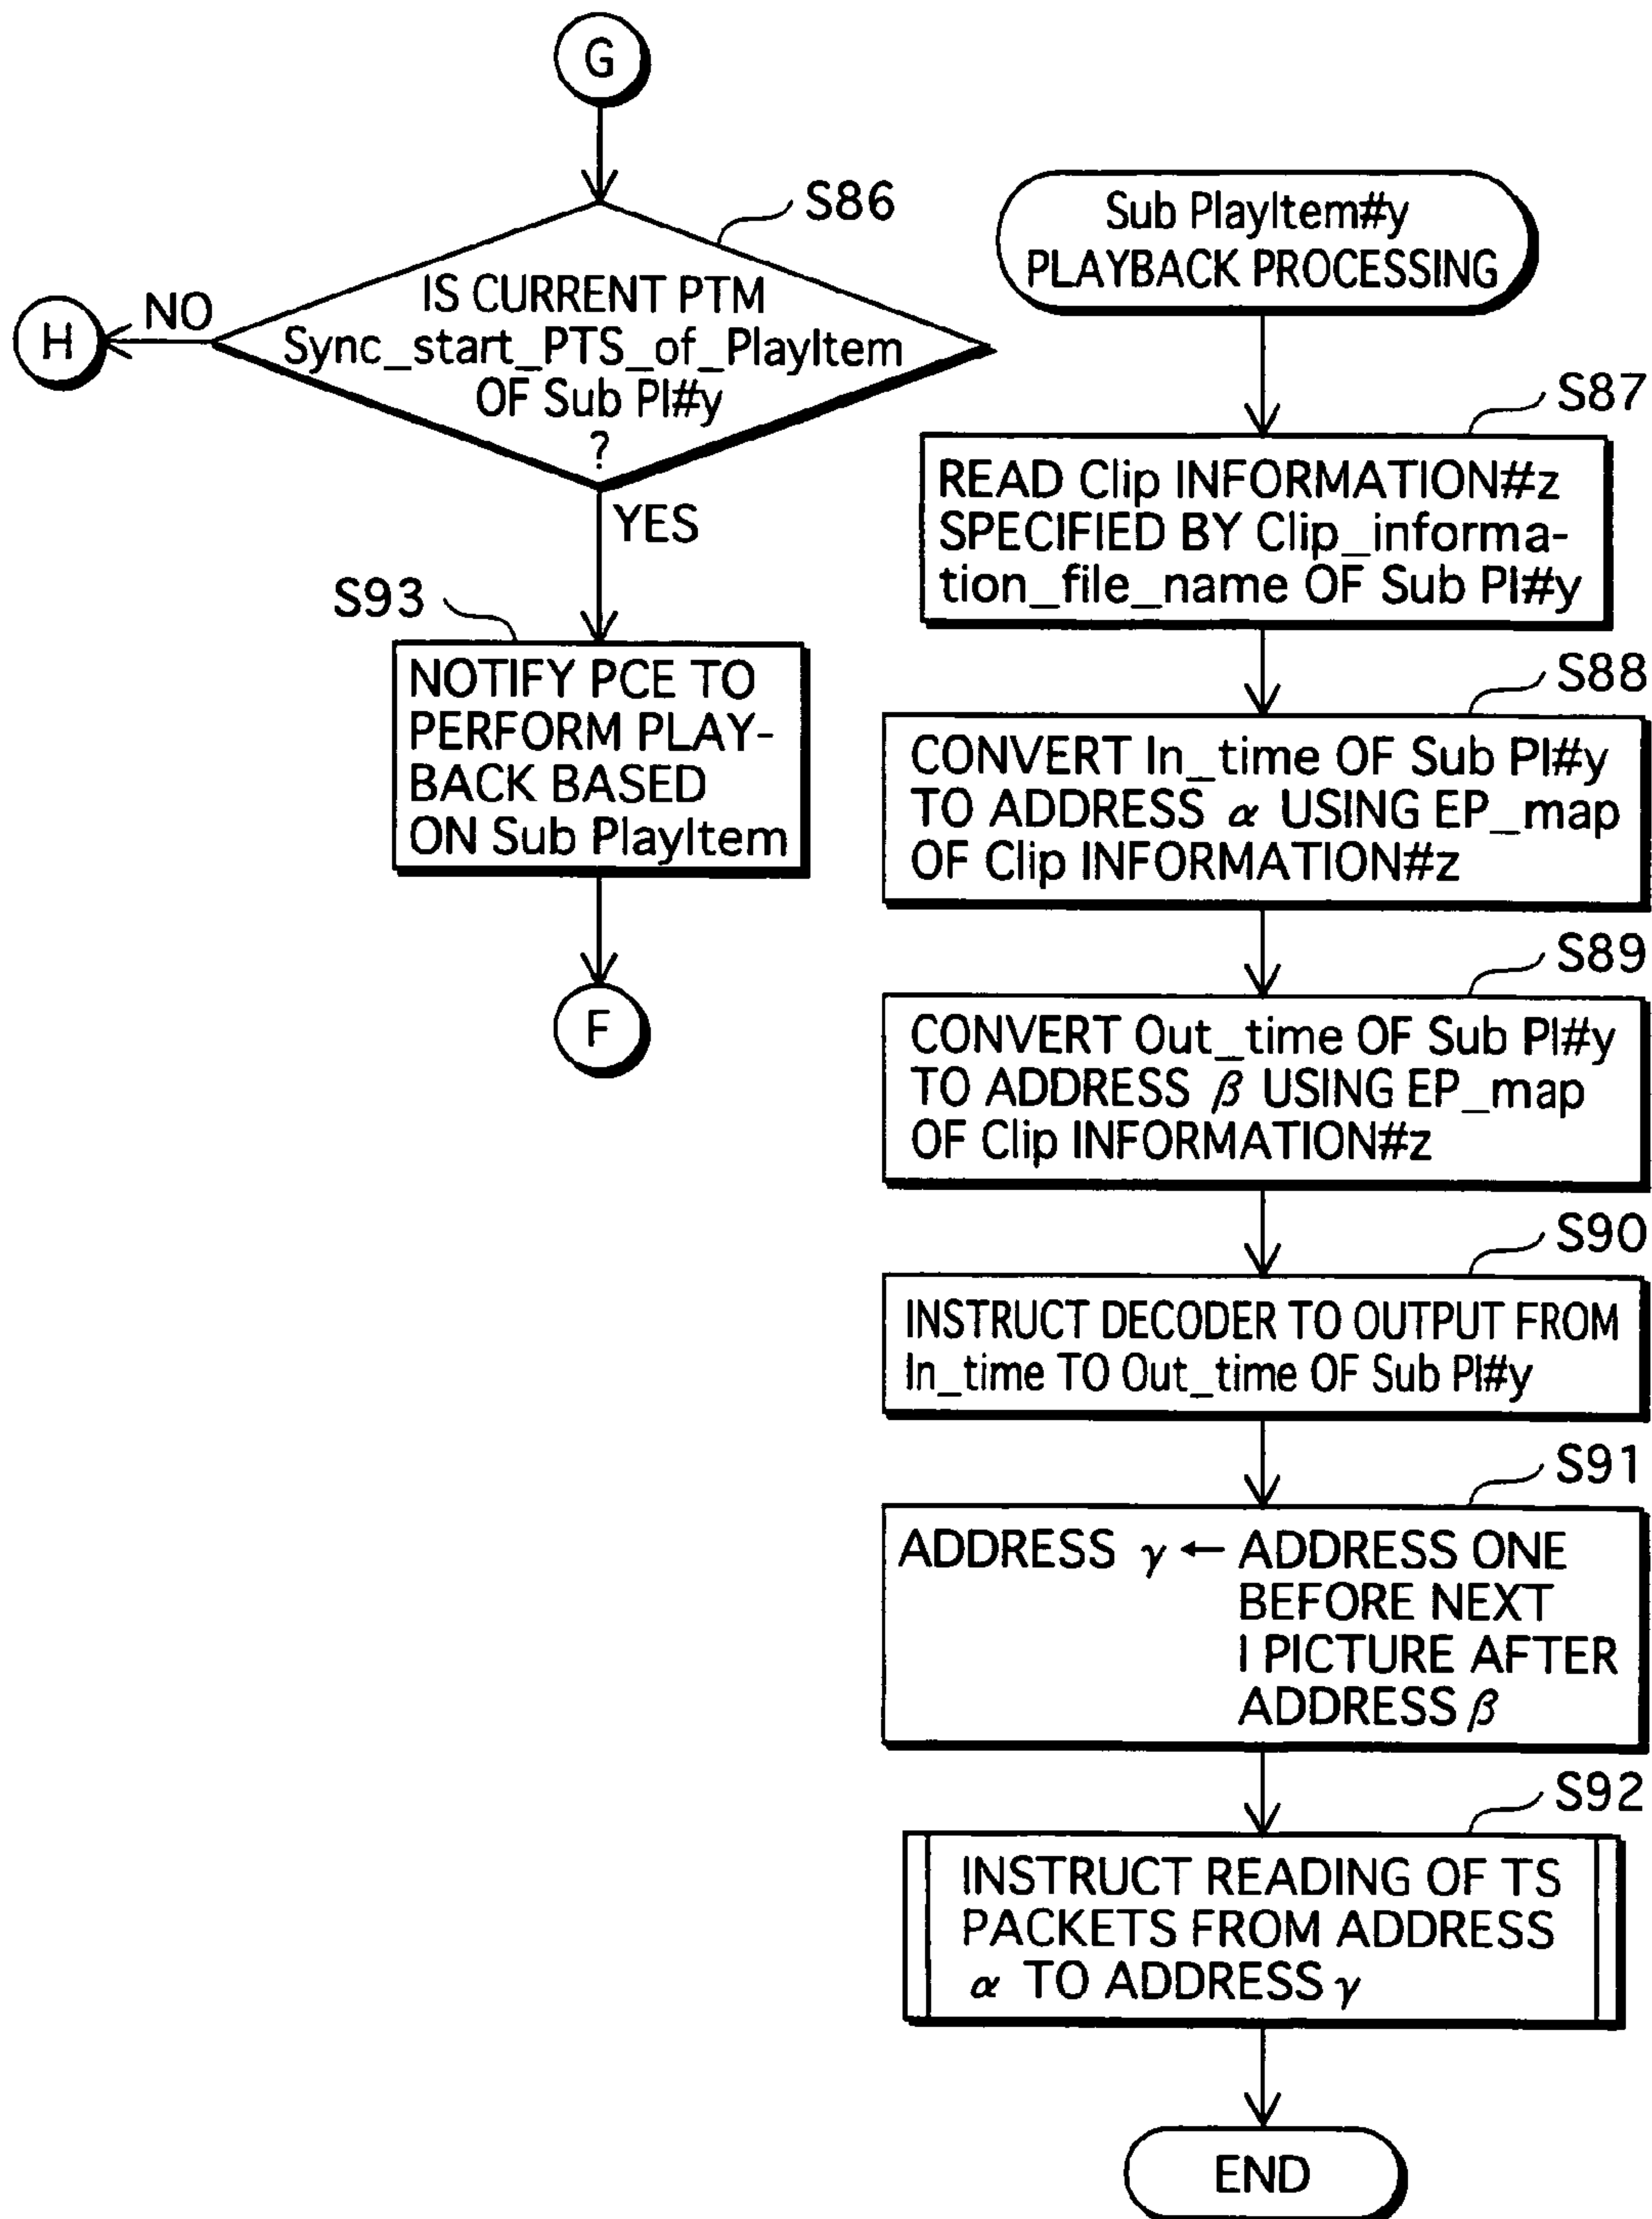 G
S86
IS CURRENT PTM
Sync_start_PTS_of_PlayItem
OF Sub PI#y
?
NO
H
YES
S93
NOTIFY PCE TO
PERFORM PLAY-
BACK BASED
ON Sub PlayItem
F
Sub PlayItem#y
PLAYBACK PROCESSING
S87
READ Clip INFORMATION#z
SPECIFIED BY Clip_informa-
tion_file_name OF Sub PI#y
S88
CONVERT In_time OF Sub PI#y
TO ADDRESS α USING EP_map
OF Clip INFORMATION#z
S89
CONVERT Out_time OF Sub PI#y
TO ADDRESS β USING EP_map
OF Clip INFORMATION#z
S90
INSTRUCT DECODER TO OUTPUT FROM
In_time TO Out_time OF Sub PI#y
S91
ADDRESS γ ← ADDRESS ONE
BEFORE NEXT
I PICTURE AFTER
ADDRESS β
S92
INSTRUCT READING OF TS
PACKETS FROM ADDRESS
α TO ADDRESS γ
END